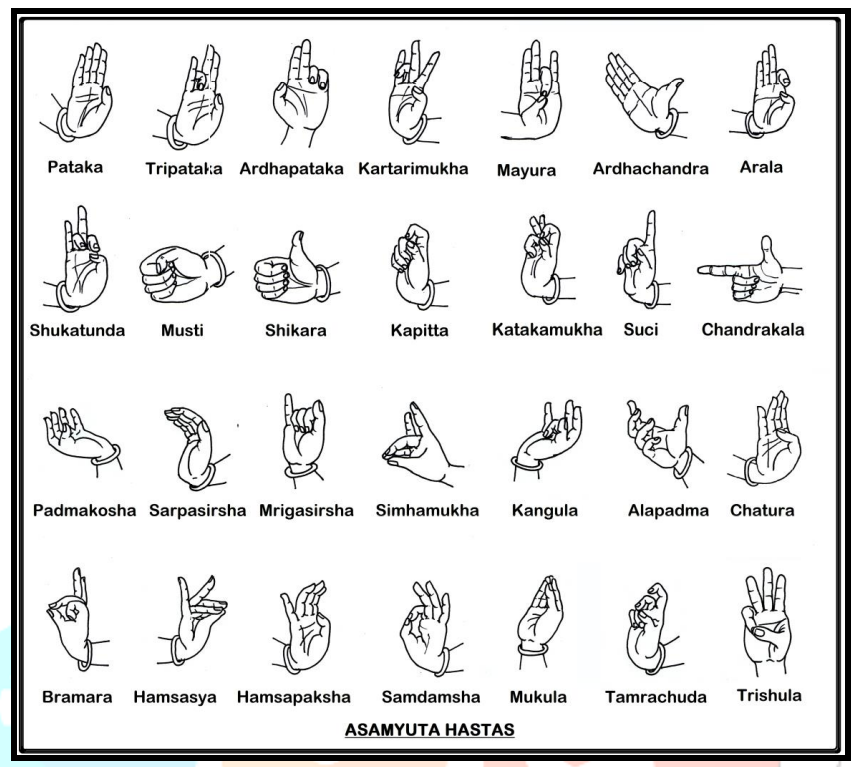 Pataka Tripataka Ardhapataka Kartarimukha Mayura Ardhachandra Arala
Shukatunda Musti Shikara Kapitta Katakamukha Suci Chandrakala
Padmakosha Sarpasirsha Mrigasirsha Simhamukha Kangula Alapadma Chatura
Bramara Hamsasya Hamsapaksha Samdamsha Mukula Tamrachuda Trishula
ASAMYUTA HASTAS